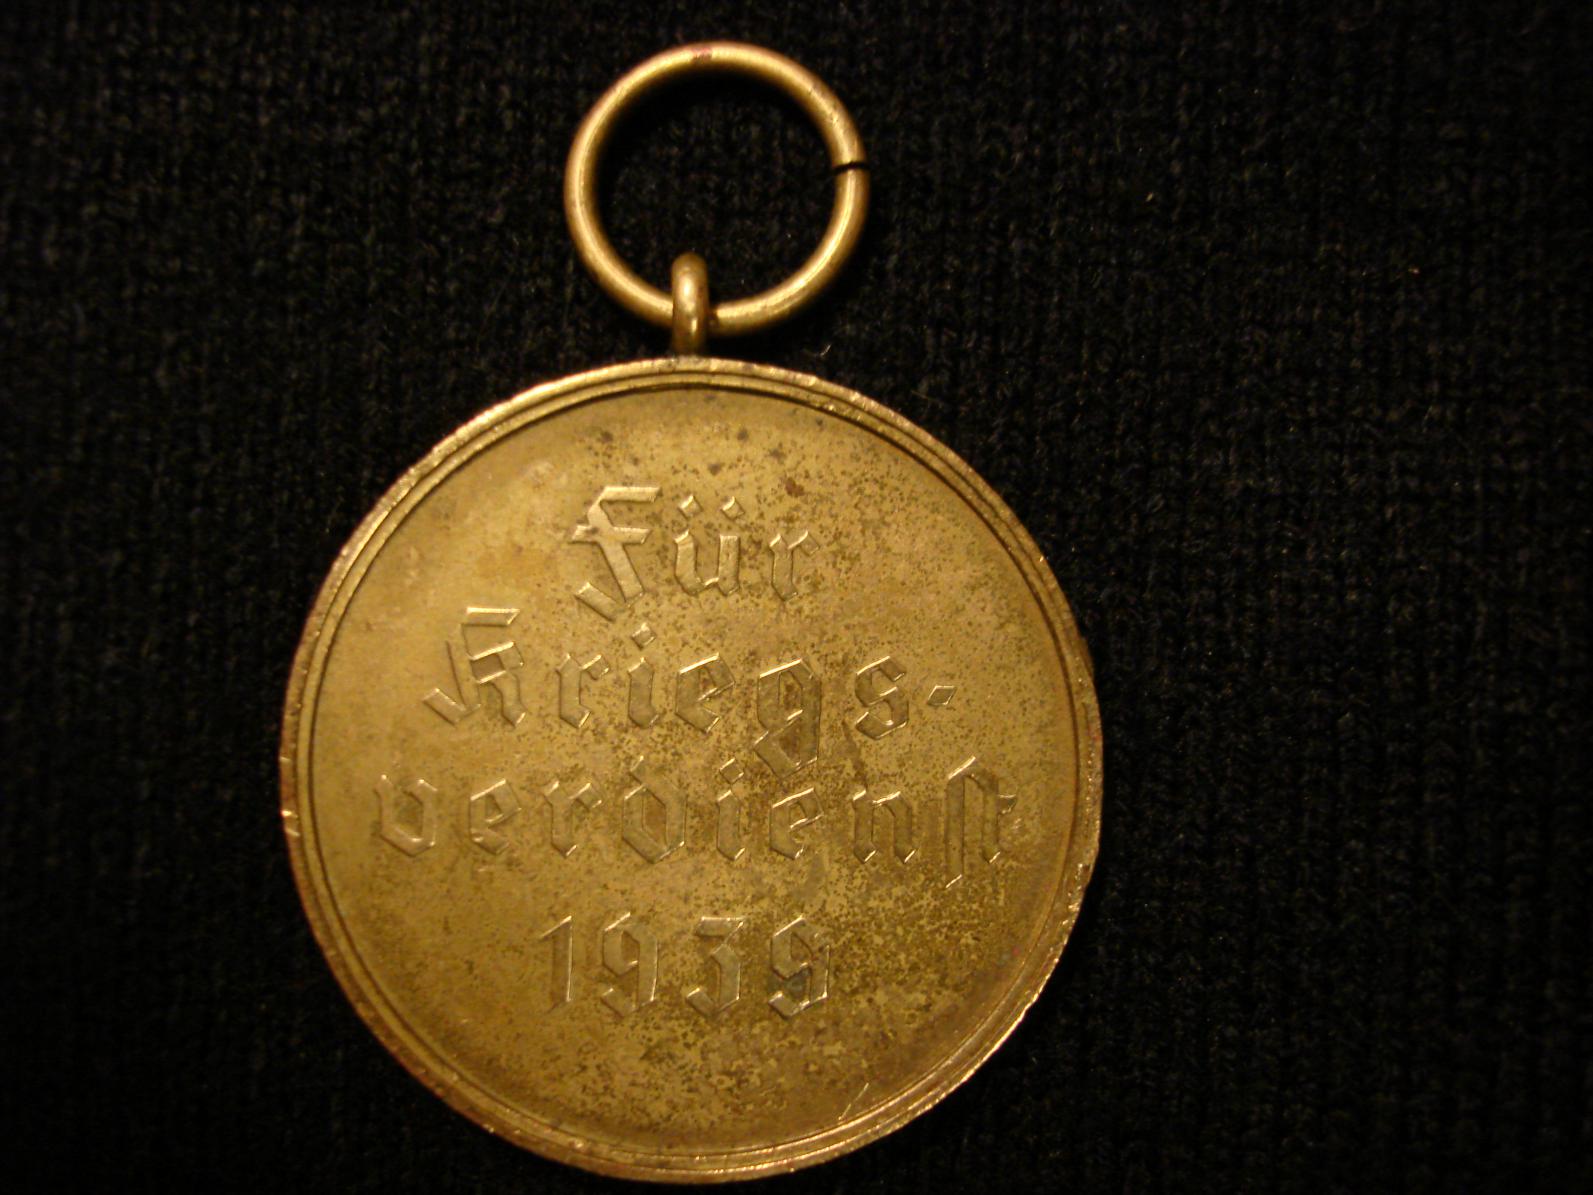 Für
Kriegs-
verdienst
1939